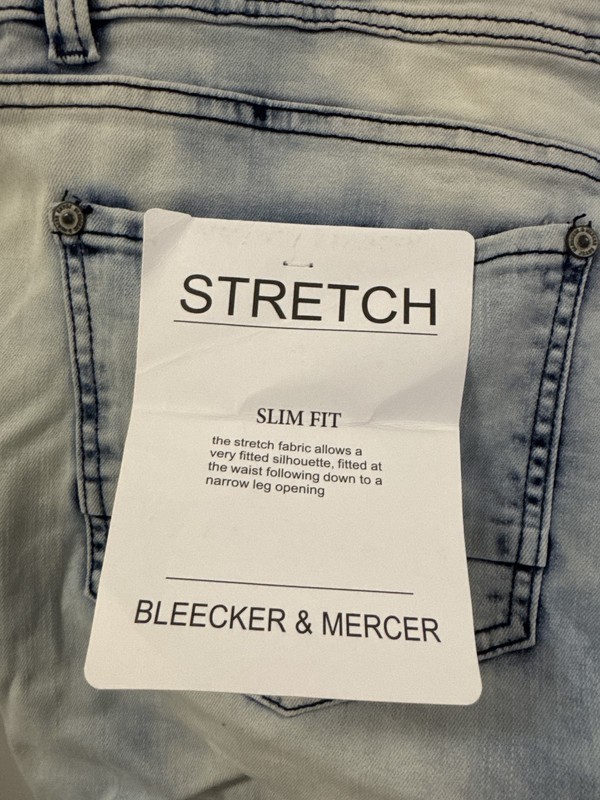 STRETCH
SLIM FIT
the stretch fabric allows a
very fitted silhouette, fitted at
the waist following down to a
narrow leg opening
BLEECKER & MERCER